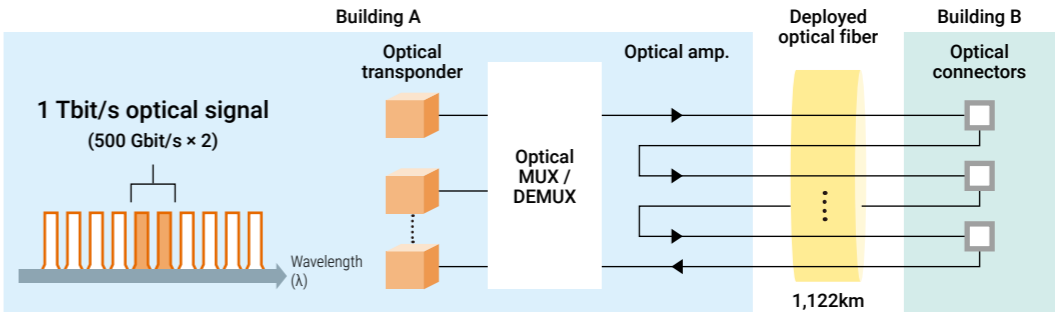 Building A
Deployed
optical fiber
Building B
Optical
transponder
Optical amp.
Optical
connectors
1 Tbit/s optical signal
(500 Gbit/s × 2)
Optical
MUX /
DEMUX
Wavelength
(λ)
1,122km